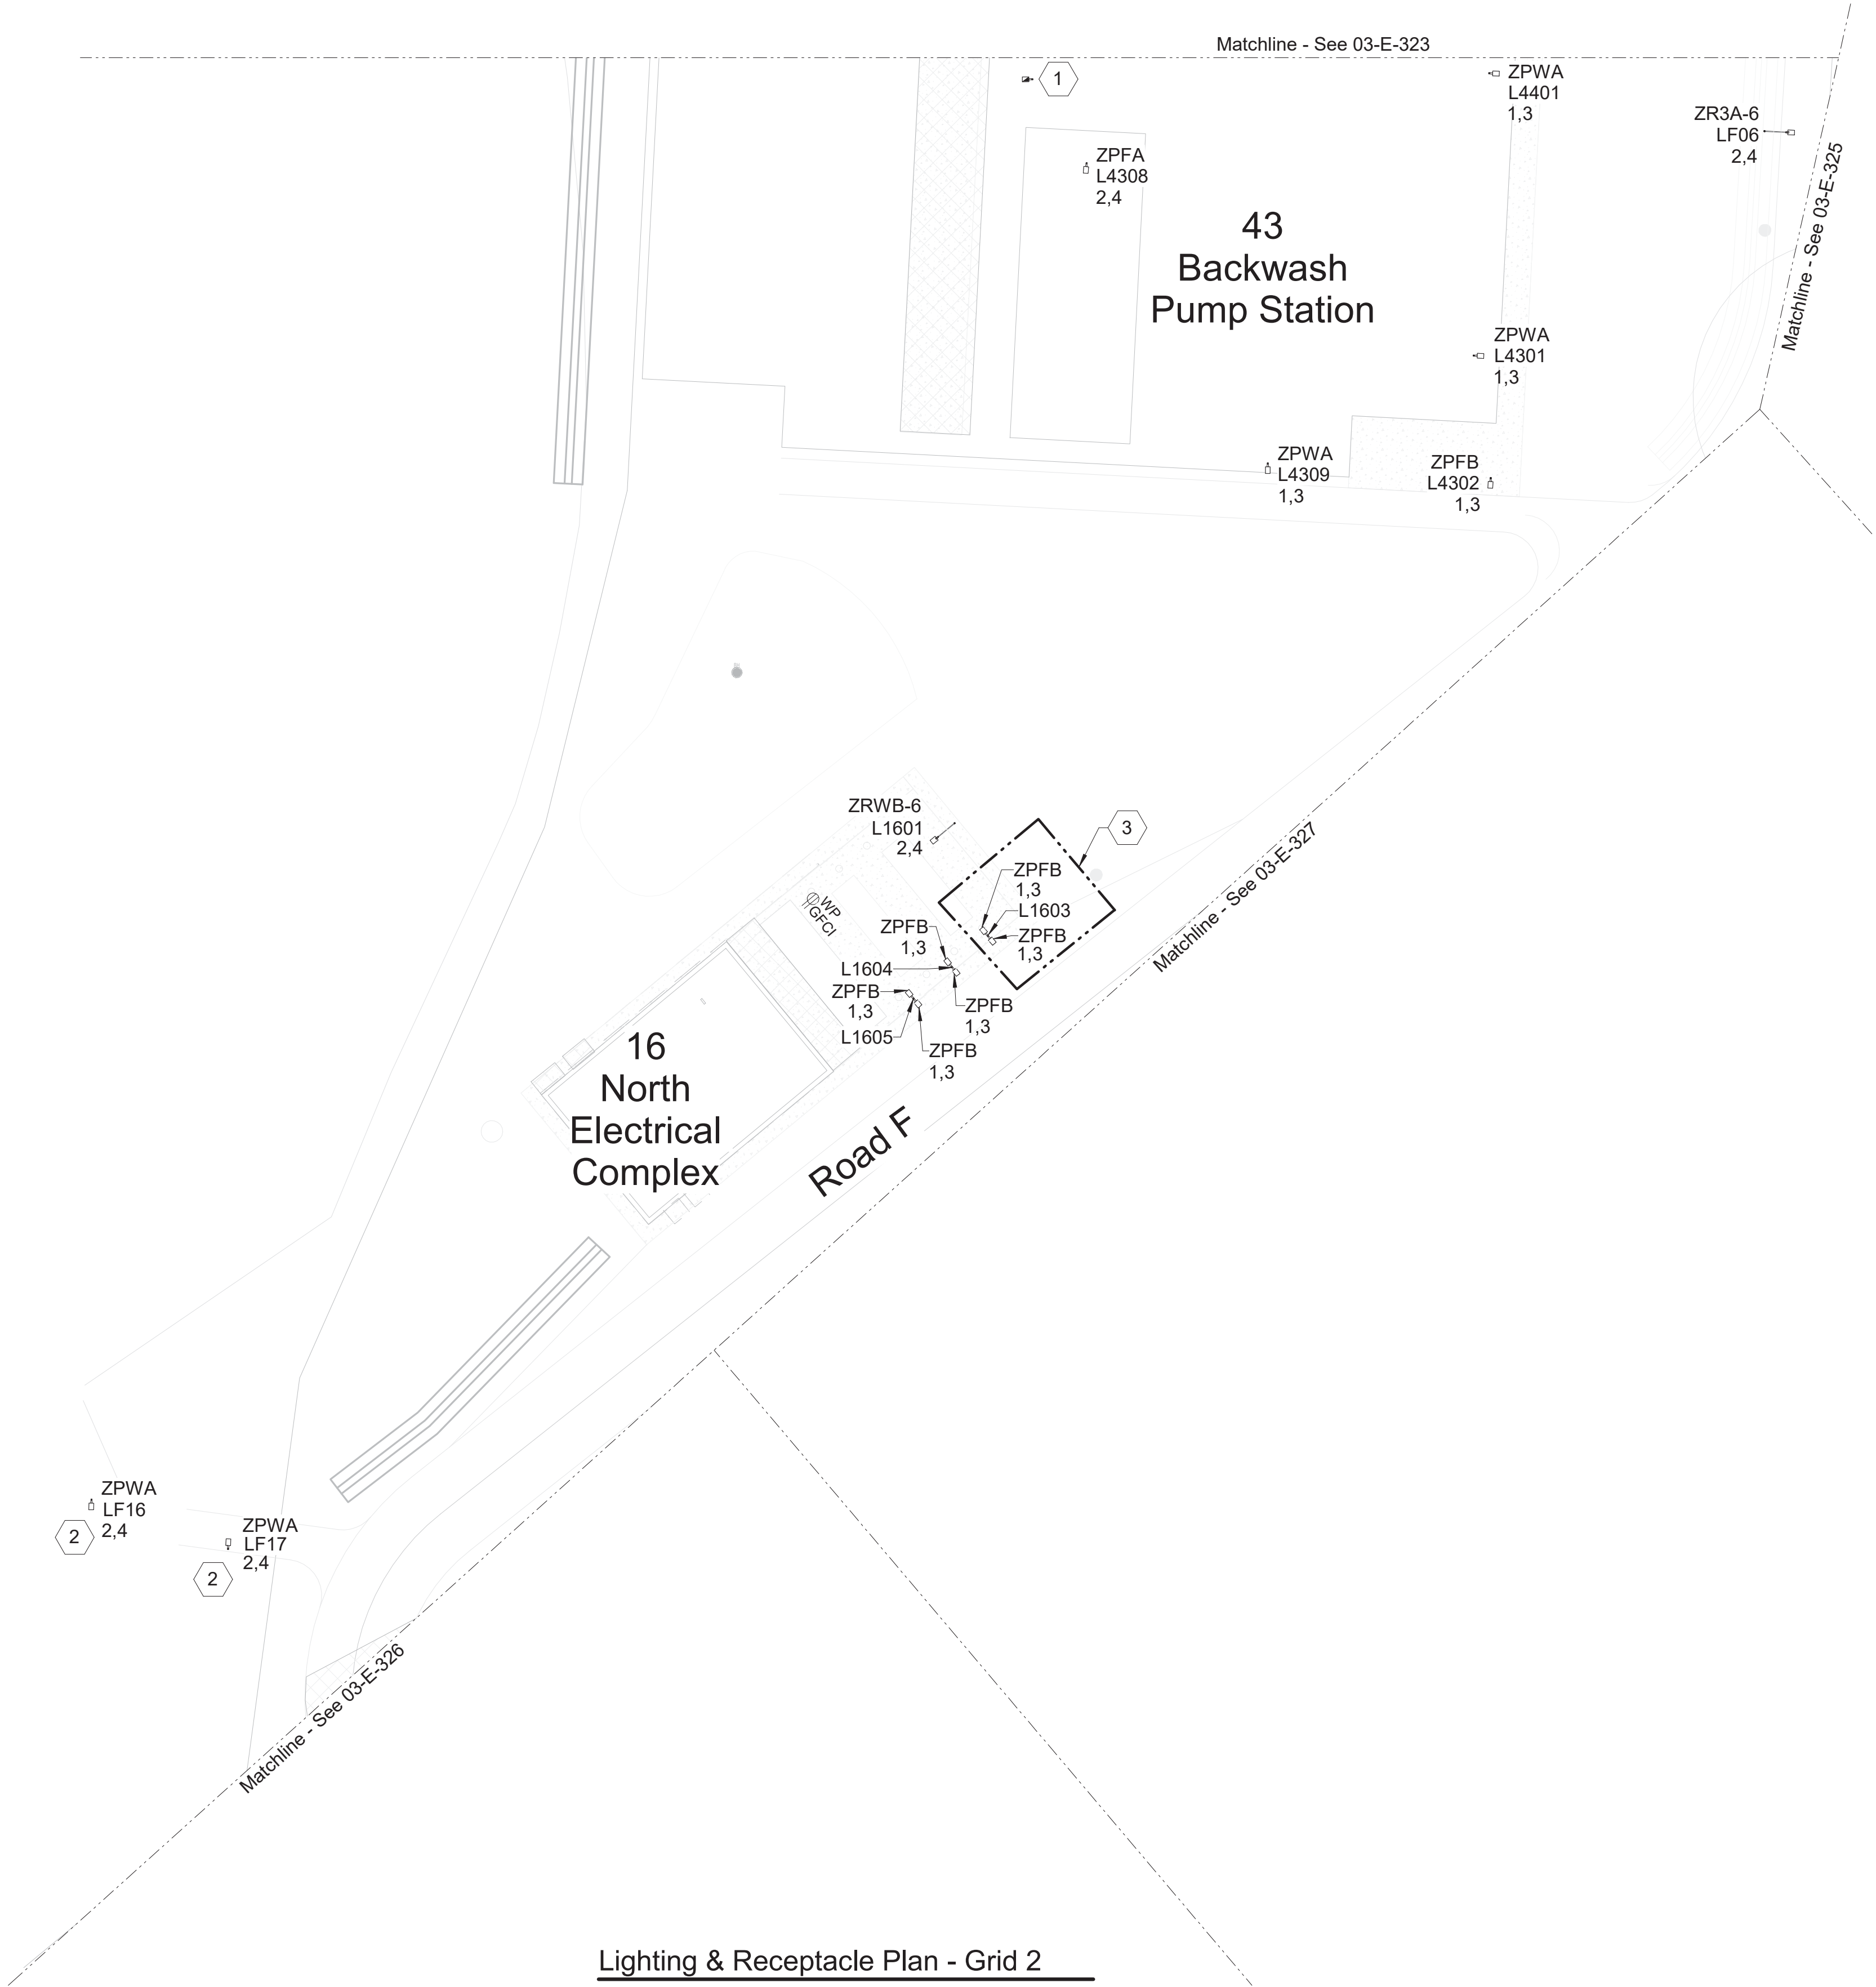 Matchline - See 03-E-323
1
ZPWA
L4401
1,3
ZR3A-6
LF06
2,4
Matchline - See 03-E-325
ZPFA
L4308
2,4
43
Backwash
Pump Station
ZPWA
L4301
1,3
ZPWA
L4309
1,3
ZPFB
L4302
1,3
ZRWB-6
L1601
2,4
3
ZPFB
1,3
L1603
ZPFB
1,3
WP
GFCI
ZPFB
1,3
L1604
ZPFB
1,3
ZPFB
1,3
L1605
ZPFB
1,3
Matchline - See 03-E-327
16
North
Electrical
Complex
Road F
ZPWA
LF16
2,4
2
ZPWA
LF17
2,4
2
Matchline - See 03-E-326
Lighting & Receptacle Plan - Grid 2